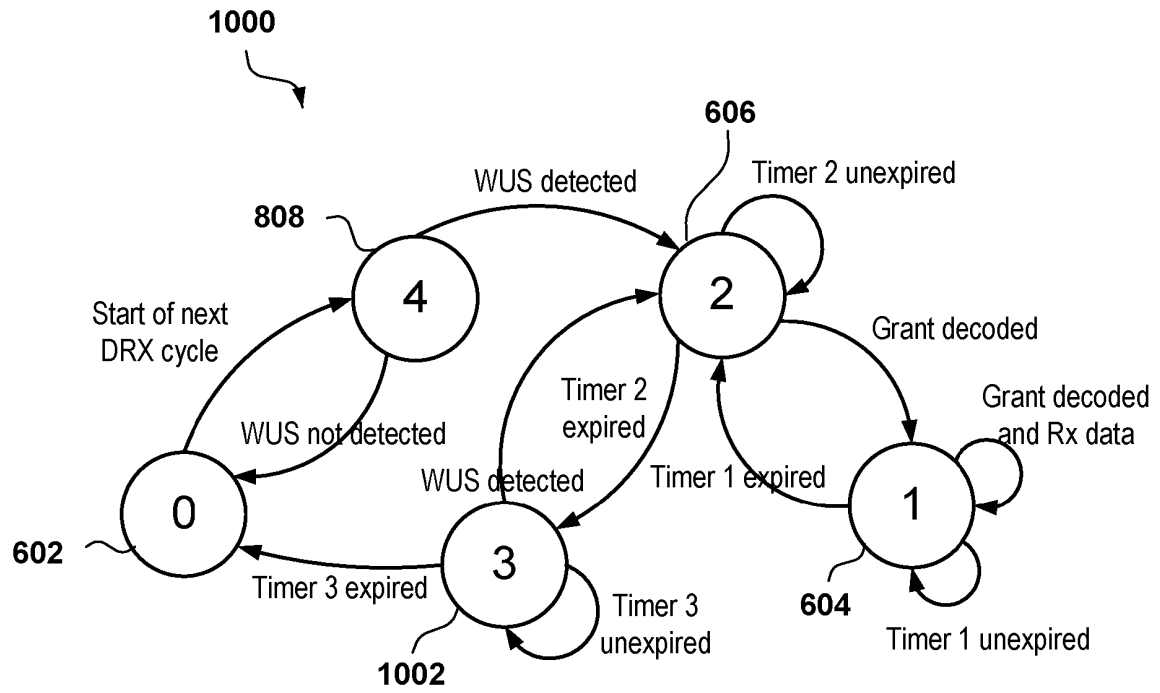 1000
606
Timer 2 unexpired
WUS detected
808
4
2
Start of next
DRX cycle
Grant decoded
Timer 2
expired
Grant decoded
and Rx data
WUS not detected
WUS detected
Timer 1 expired
0
1
602
3
Timer 3 expired
604
Timer 3
unexpired
Timer 1 unexpired
1002